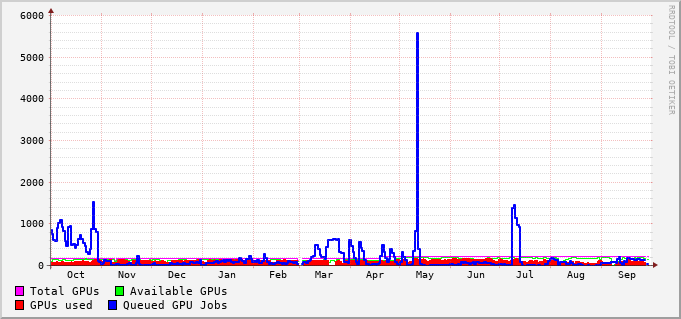 6000
5000
4000
3000
2000
1000
0
Oct Nov Dec Jan Feb Mar Apr May Jun Jul Aug Sep
Total GPUs Available GPUs
GPUs used Queued GPU Jobs
RRDTOOL / TOBI OETIKER